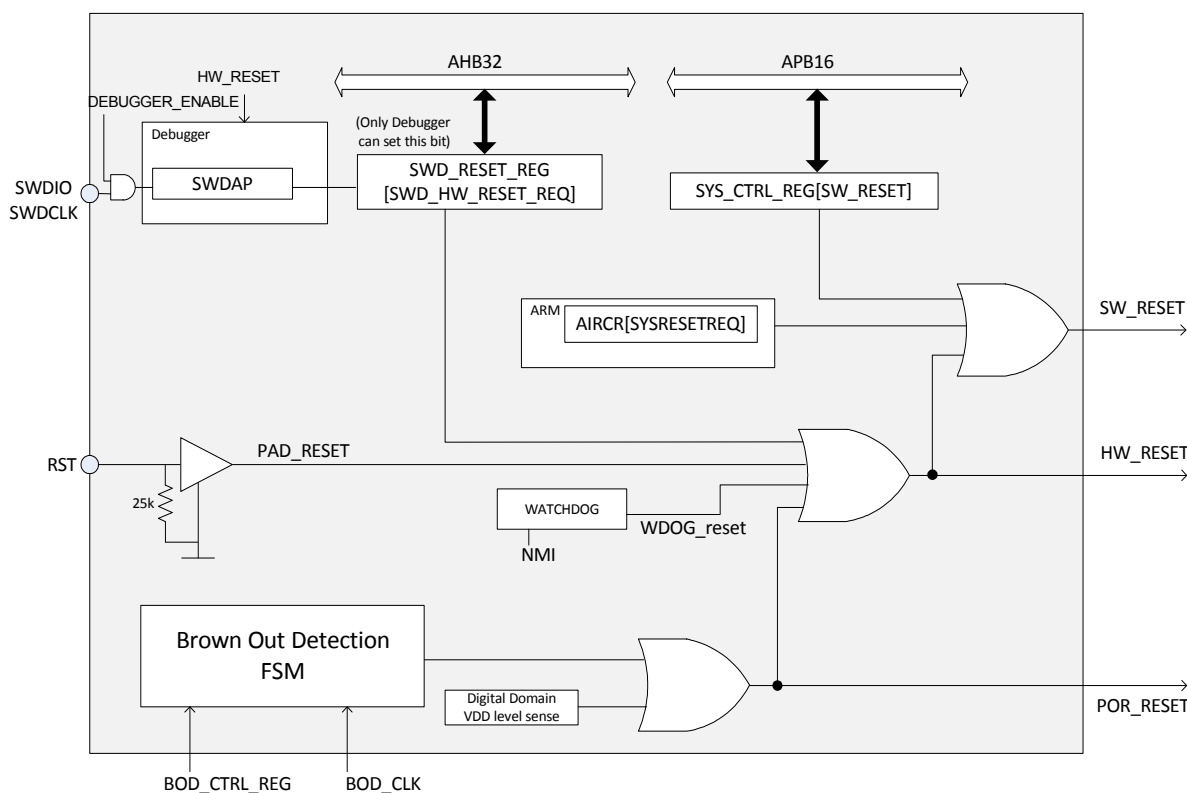 AHB32
APB16
HW_RESET
DEBUGGER_ENABLE
(Only Debugger
can set this bit)
Debugger
SWDAP
SWD_RESET_REG
[SWD_HW_RESET_REQ]
SYS_CTRL_REG[SW_RESET]
SWDIO
SWDCLK
ARM
AIRCR[SYSRESETREQ]
SW_RESET
RST
PAD_RESET
HW_RESET
25k
WATCHDOG
WDOG_reset
NMI
Brown Out Detection
FSM
Digital Domain
VDD level sense
POR_RESET
BOD_CTRL_REG
BOD_CLK